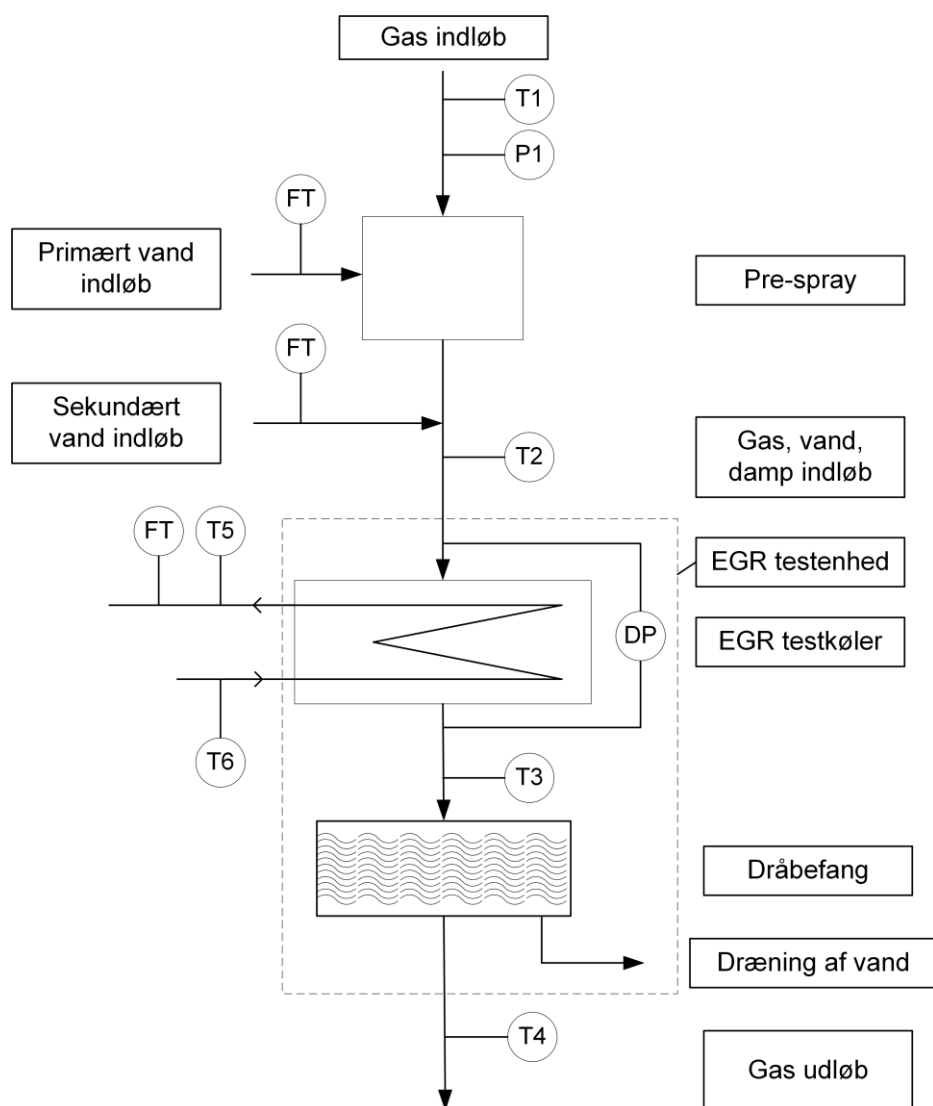 Gas indløb
T1
P1
FT
Primært vand
indløb
Pre-spray
FT
Sekundært
vand indløb
T2
Gas, vand,
damp indløb
FT
T5
EGR testenhed
DP
EGR testkøler
T6
T3
Dråbefang
Dræning af vand
T4
Gas udløb